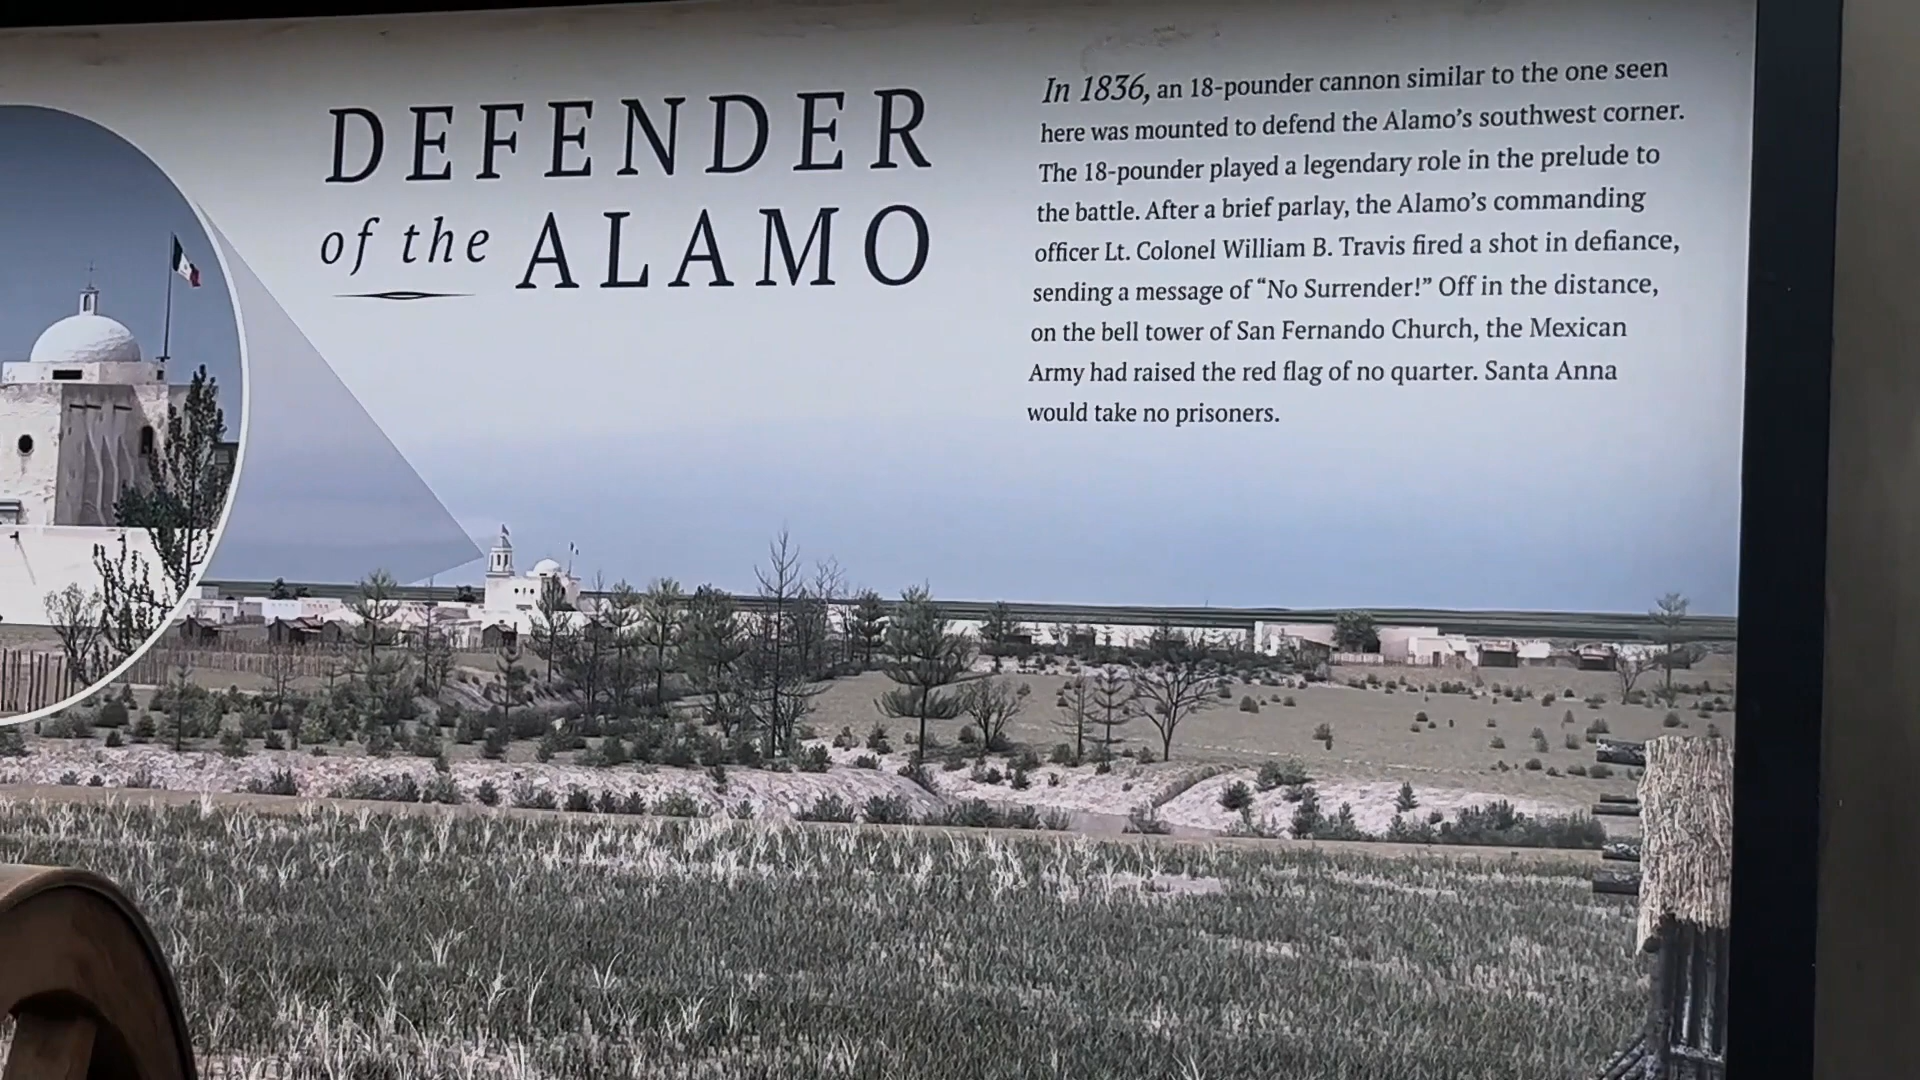 DEFENDER
of the ALAMO
In 1836, an 18-pounder cannon similar to the one seen
here was mounted to defend the Alamo's southwest corner.
The 18-pounder played a legendary role in the prelude to
the battle. After a brief parlay, the Alamo's commanding
officer Lt. Colonel William B. Travis fired a shot in defiance,
sending a message of “No Surrender!” Off in the distance,
on the bell tower of San Fernando Church, the Mexican
Army had raised the red flag of no quarter. Santa Anna
would take no prisoners.